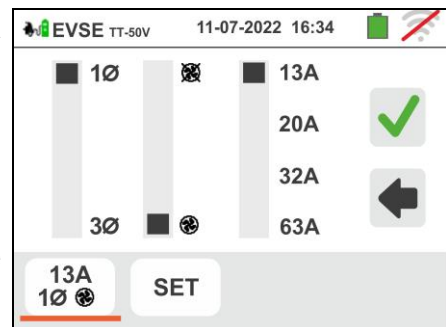 EVSE TT-50V 11-07-2022 16:34
1Ø 13A
20A
32A
3Ø 63A
13A
1Ø
SET